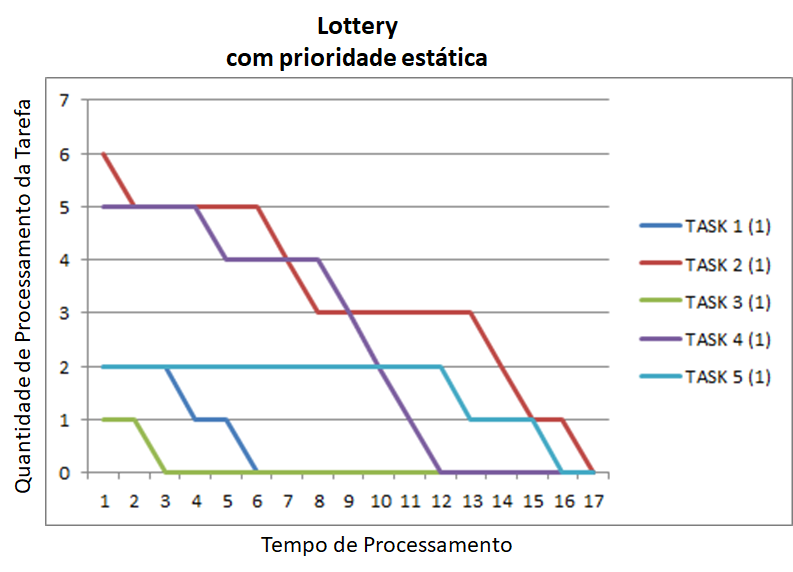 Lottery
com prioridade estática
Quantidade de Processamento da Tarefa
7
6
5
4
3
2
1
0
1 2 3 4 5 6 7 8 9 10 11 12 13 14 15 16 17
Tempo de Processamento
TASK 1 (1)
TASK 2 (1)
TASK 3 (1)
TASK 4 (1)
TASK 5 (1)